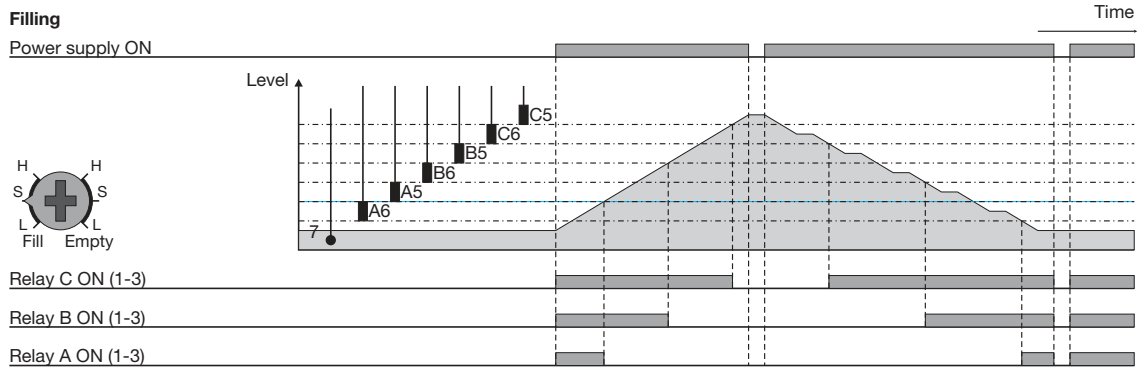 Filling
Time
Power supply ON
Level
C5
C6
B5
B6
A5
A6
7
H H
S S
L L
Fill Empty
Relay C ON (1-3)
Relay B ON (1-3)
Relay A ON (1-3)